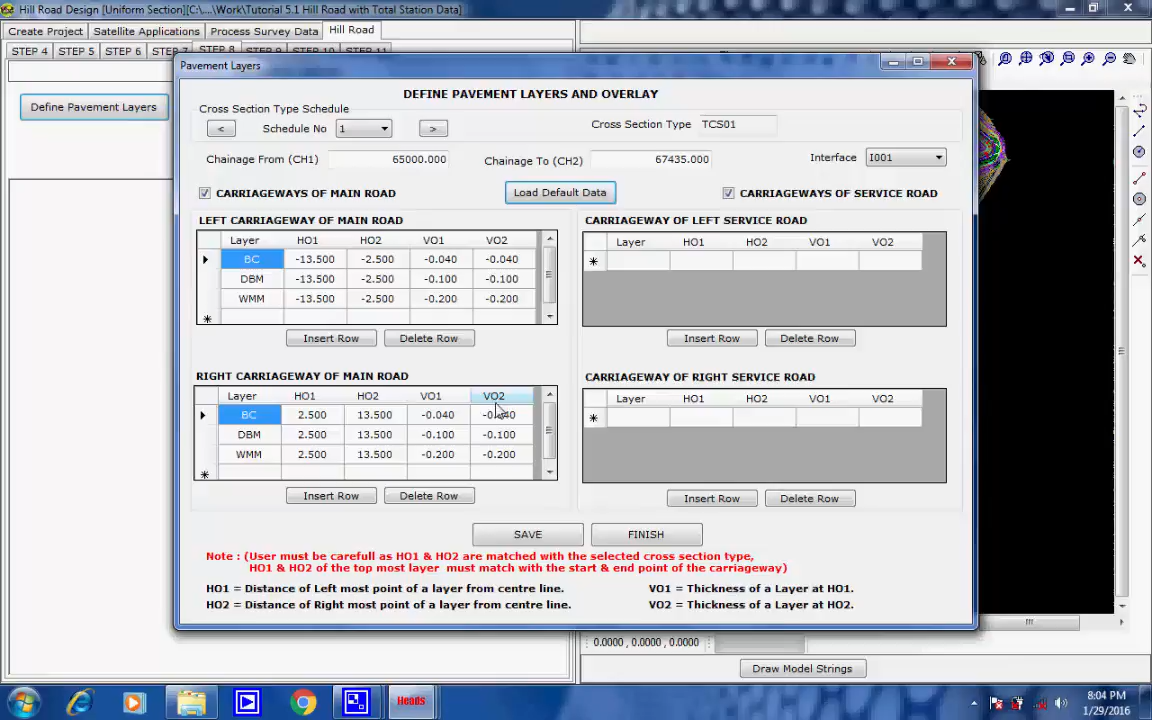 Hill Road Design [Uniform Section][C:\....\Work\Tutorial 5.1 Hill Road with Total Station Data]
Create Project Satellite Applications Process Survey Data Hill Road
STEP 4 STEP 5 STEP 6 STEP 7 STEP 8 STEP 9 STEP 10 STEP 11
Pavement Layers
DEFINE PAVEMENT LAYERS AND OVERLAY
Define Pavement Layers
Cross Section Type Schedule
< Schedule No 1 > Cross Section Type TCS01
Chainage From (CH1) 65000.000 Chainage To (CH2) 67435.000 Interface I001
CARRIAGEWAYS OF MAIN ROAD Load Default Data CARRIAGEWAYS OF SERVICE ROAD
LEFT CARRIAGEWAY OF MAIN ROAD
Layer HO1 HO2 VO1 VO2
BC -13.500 -2.500 -0.040 -0.040
DBM -13.500 -2.500 -0.100 -0.100
WMM -13.500 -2.500 -0.200 -0.200
Insert Row Delete Row
CARRIAGEWAY OF LEFT SERVICE ROAD
Layer HO1 HO2 VO1 VO2
Insert Row Delete Row
RIGHT CARRIAGEWAY OF MAIN ROAD
Layer HO1 HO2 VO1 VO2
BC 2.500 13.500 -0.040 -0.040
DBM 2.500 13.500 -0.100 -0.100
WMM 2.500 13.500 -0.200 -0.200
Insert Row Delete Row
CARRIAGEWAY OF RIGHT SERVICE ROAD
Layer HO1 HO2 VO1 VO2
Insert Row Delete Row
SAVE FINISH
Note : (User must be carefull as HO1 & HO2 are matched with the selected cross section type,
HO1 & HO2 of the top most layer must match with the start & end point of the carriageway)
HO1 = Distance of Left most point of a layer from centre line. VO1 = Thickness of a Layer at HO1.
HO2 = Distance of Right most point of a layer from centre line. VO2 = Thickness of a Layer at HO2.
0.0000 , 0.0000 , 0.0000
Draw Model Strings
Heads
8:04 PM
1/29/2016